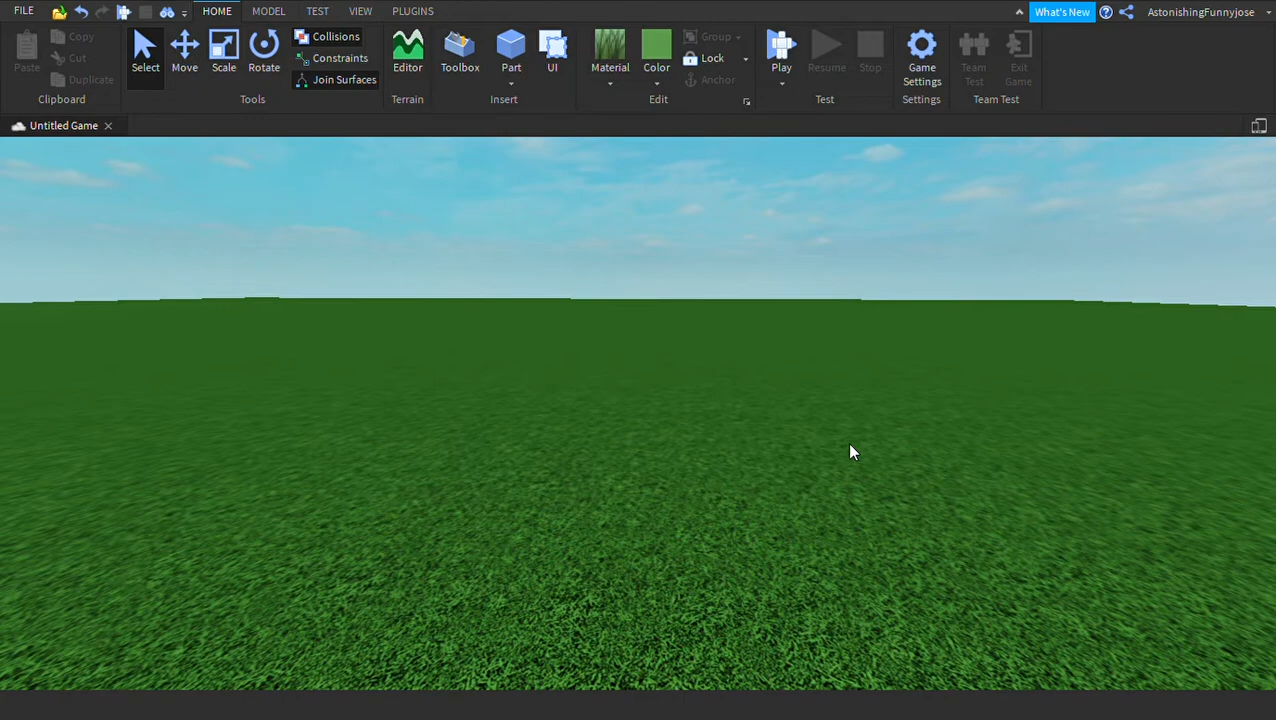 FILE HOME MODEL TEST VIEW PLUGINS What's New AstonishingFunnyjose
Paste Copy Cut Duplicate Clipboard
Select Move Scale Rotate Collisions Constraints Join Surfaces Tools
Editor Terrain
Toolbox Part UI Insert
Material Color Group Lock Anchor Edit
Play Resume Stop Test
Game Settings Settings
Team Test Exit Game Team Test
Untitled Game